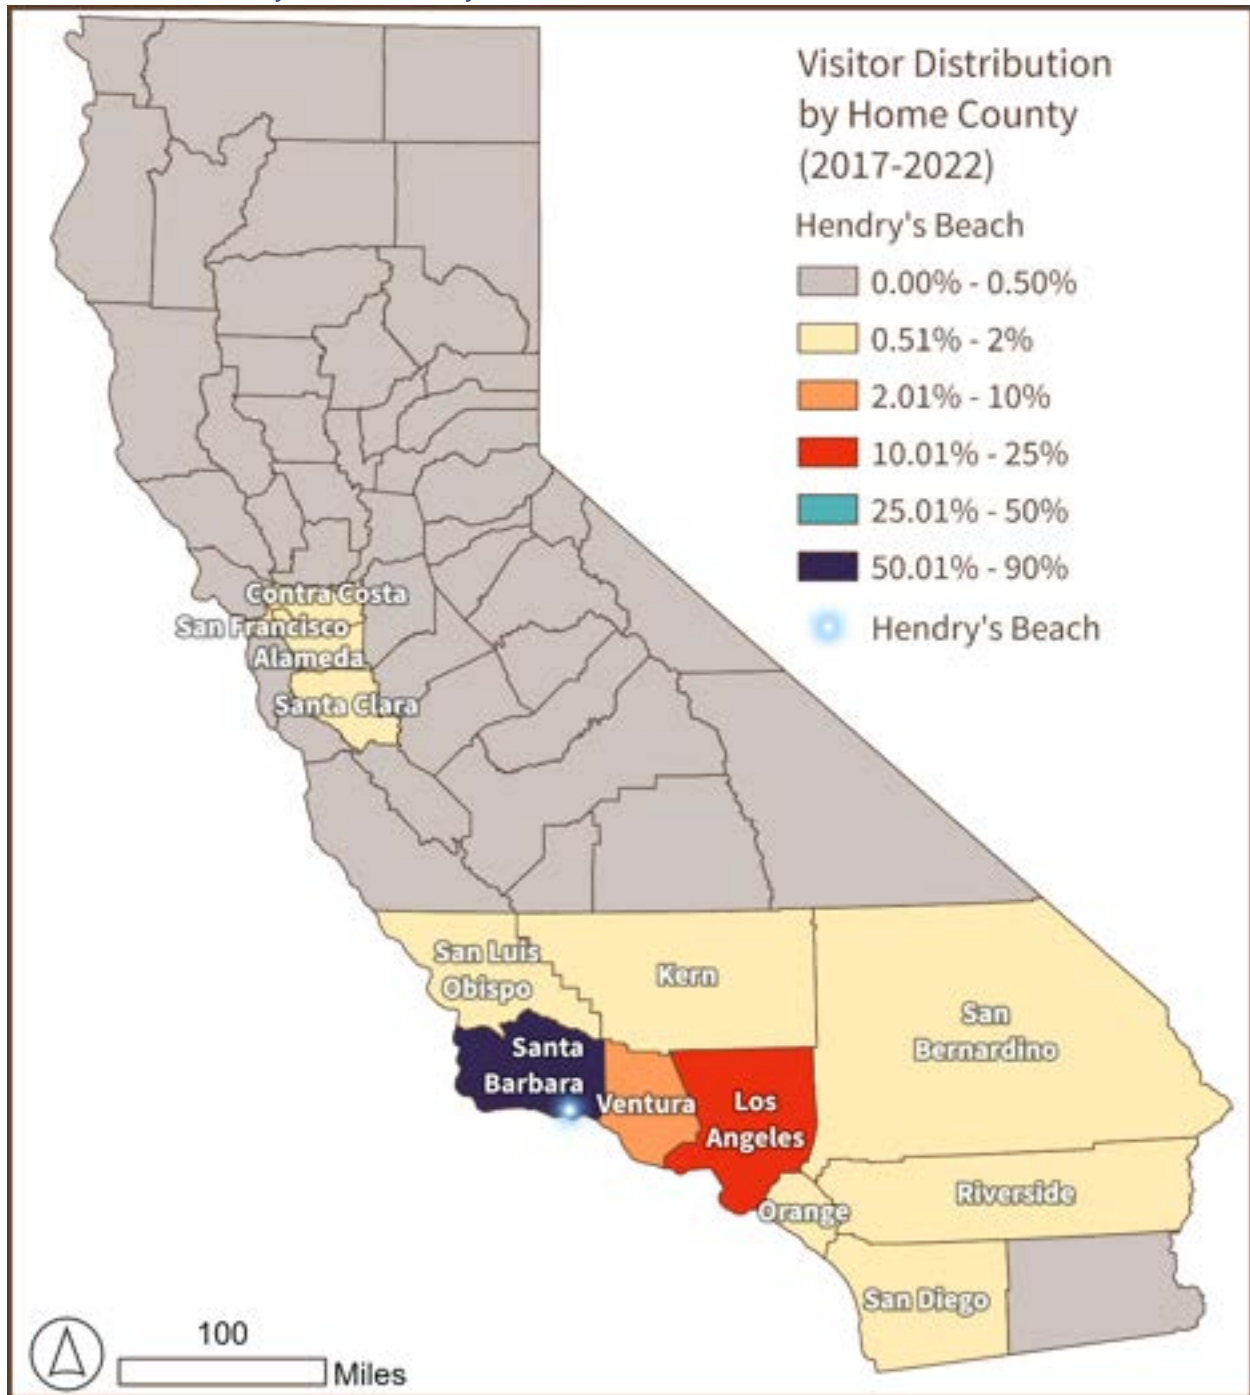 Visitor Distribution
by Home County
(2017-2022)
Hendry's Beach
0.00% - 0.50%
0.51% - 2%
2.01% - 10%
10.01% - 25%
25.01% - 50%
50.01% - 90%
Hendry's Beach
Contra Costa
San Francisco
Alameda
Santa Clara
San Luis
Obispo
Kern
San
Bernardino
Santa
Barbara
Ventura
Los
Angeles
Orange
Riverside
San Diego
100
Miles